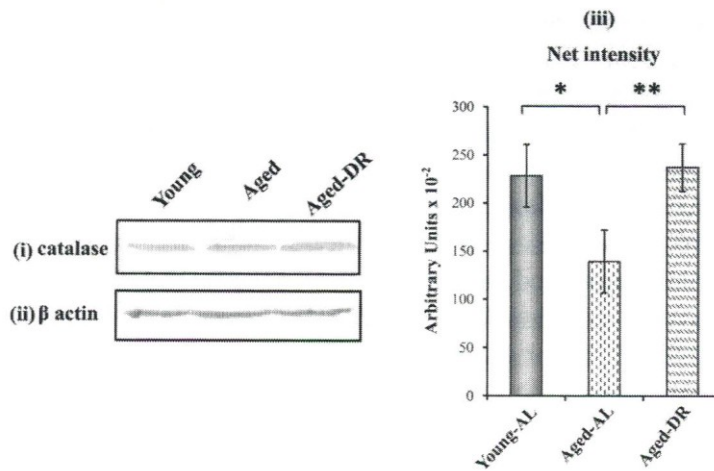 (iii)
Net intensity
* **
Young
Aged
Aged-DR
(i) catalase
(ii) β actin
Arbitrary Units x 10⁻²
300
250
200
150
100
50
0
Young-AL
Aged-AL
Aged-DR